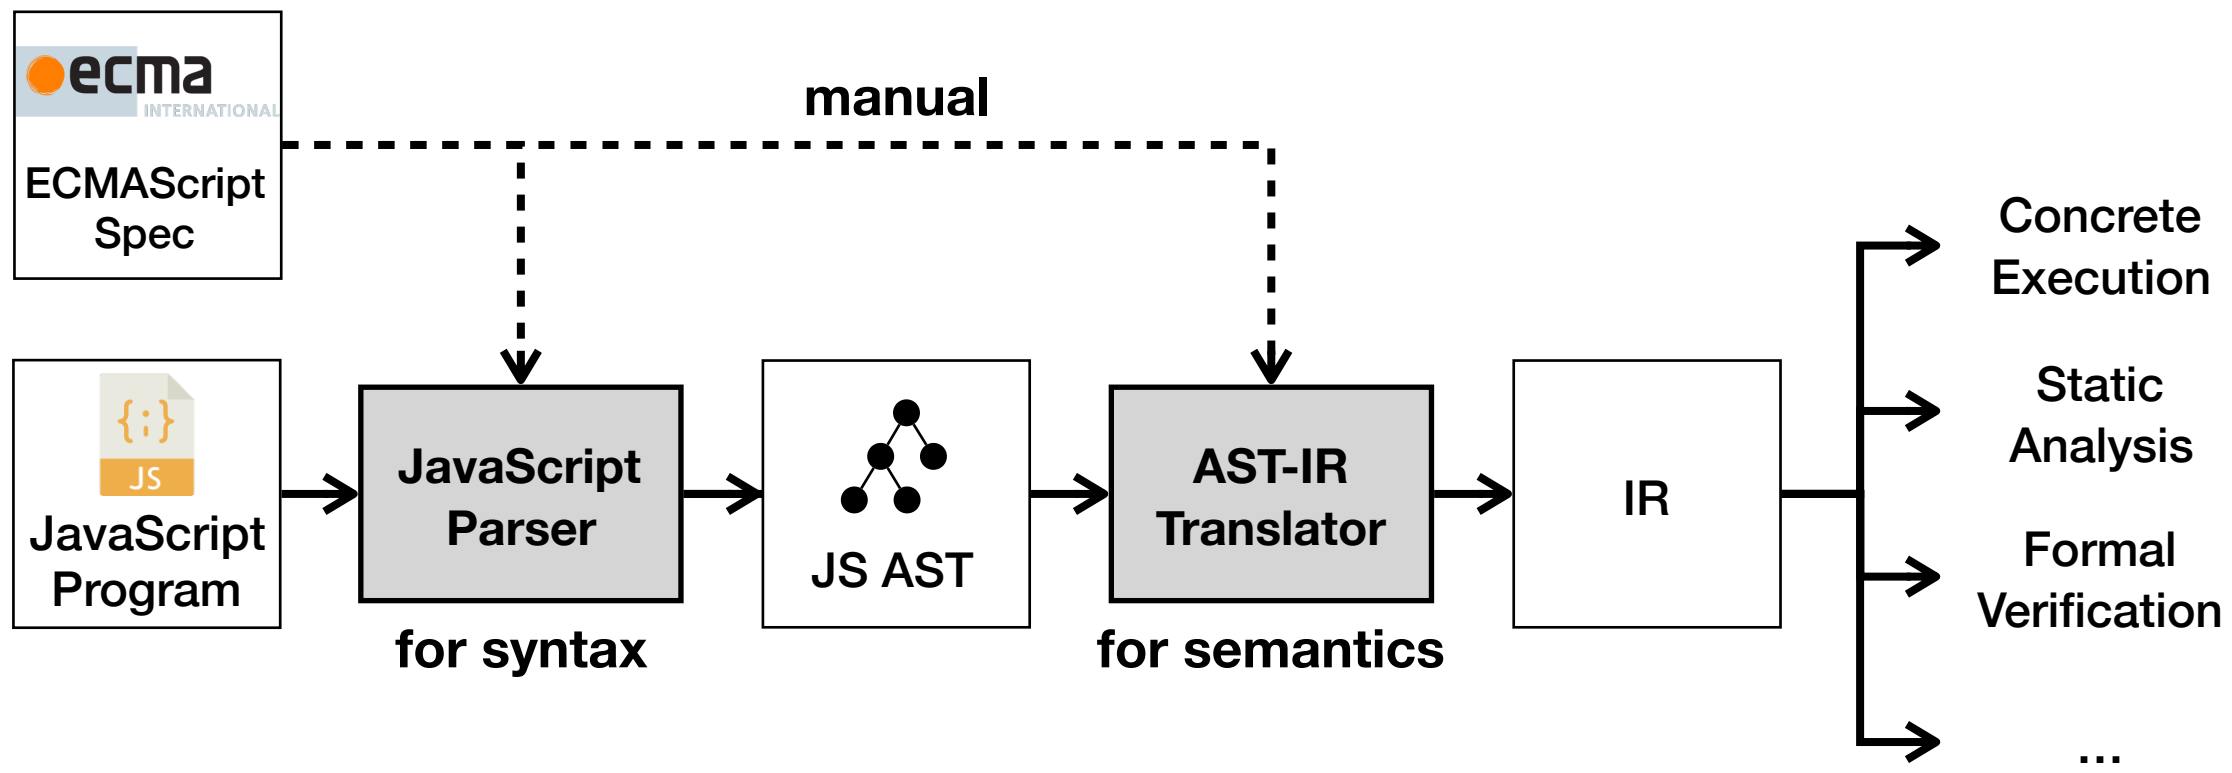 ecma
INTERNATIONAL
ECMAScript
Spec
manual
{;}
JS
JavaScript
Program
JavaScript
Parser
for syntax
JS AST
AST-IR
Translator
for semantics
IR
Concrete
Execution
Static
Analysis
Formal
Verification
...